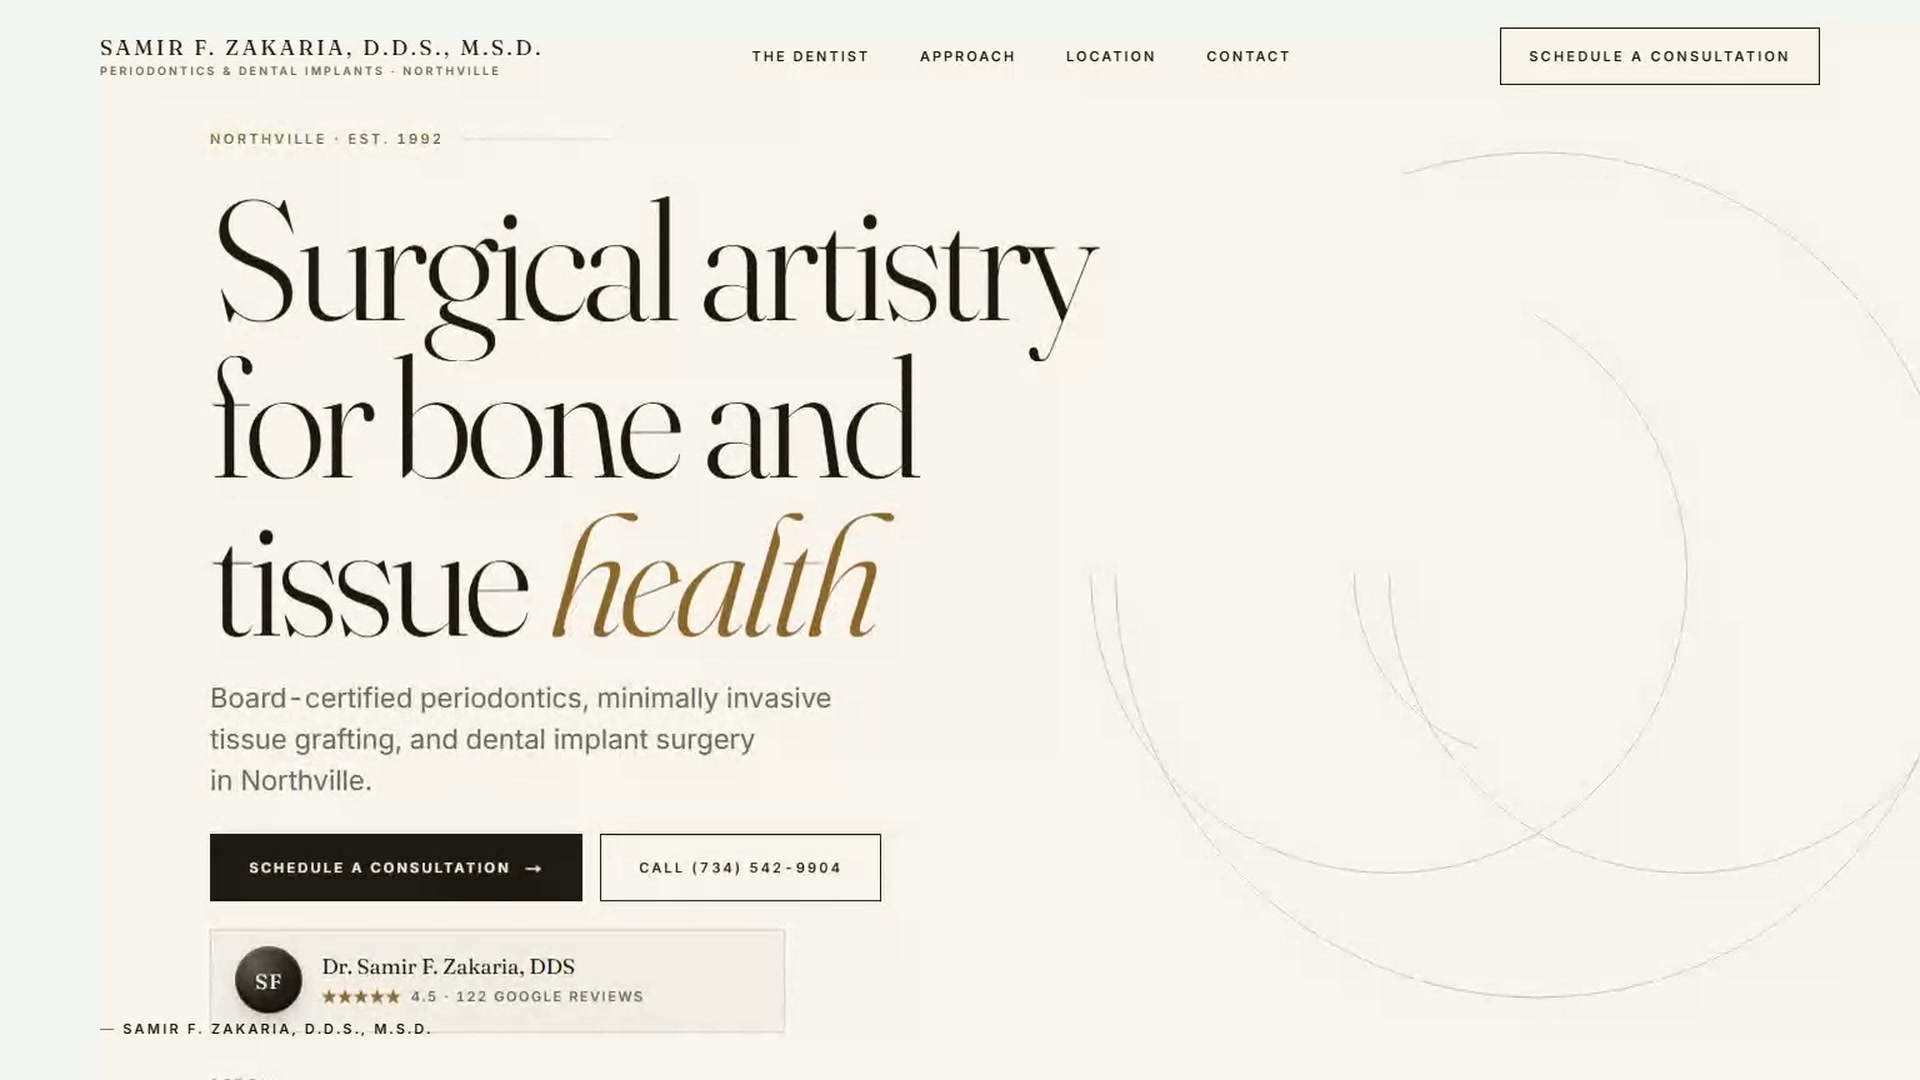 SAMIR F. ZAKARIA, D.D.S., M.S.D.
PERIODONTICS & DENTAL IMPLANTS · NORTHVILLE
THE DENTIST
APPROACH
LOCATION
CONTACT
SCHEDULE A CONSULTATION
NORTHVILLE · EST. 1992
Surgical artistry
for bone and
tissue health
Board-certified periodontics, minimally invasive
tissue grafting, and dental implant surgery
in Northville.
SCHEDULE A CONSULTATION →
CALL (734) 542-9904
SF
Dr. Samir F. Zakaria, DDS
★★★★★ 4.5 · 122 GOOGLE REVIEWS
— SAMIR F. ZAKARIA, D.D.S., M.S.D.